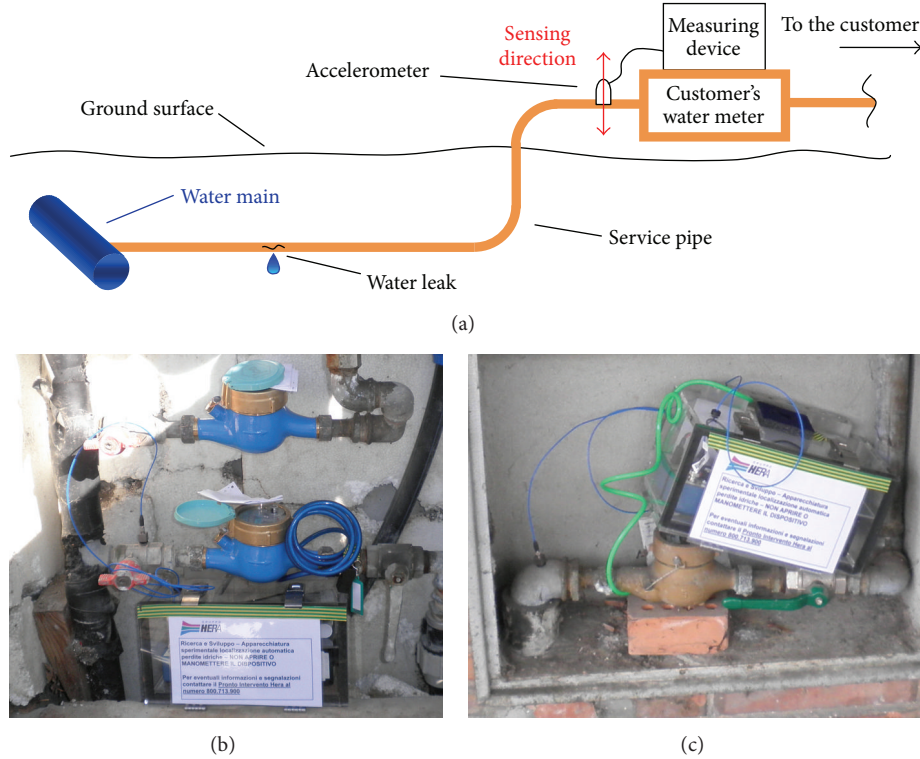 Sensing
direction
Measuring
device
To the customer
Accelerometer
Customer's
water meter
Ground surface
Water main
Service pipe
Water leak
(a)
HERA
Ricerca e Sviluppo – Apparecchiatura
sperimentale localizzazione automatica
perdite idriche – NON APRIRE O
MANOMETTERE IL DISPOSITIVO
Per eventuali informazioni e segnalazioni
contattare il Pronto Intervento Hera al
numero 800.713.900
(b)
HERA
Ricerca e Sviluppo – Apparecchiatura
sperimentale localizzazione automatica
perdite idriche – NON APRIRE O
MANOMETTERE IL DISPOSITIVO
Per eventuali informazioni e segnalazioni
contattare il Pronto Intervento Hera al
numero 800.713.900
(c)